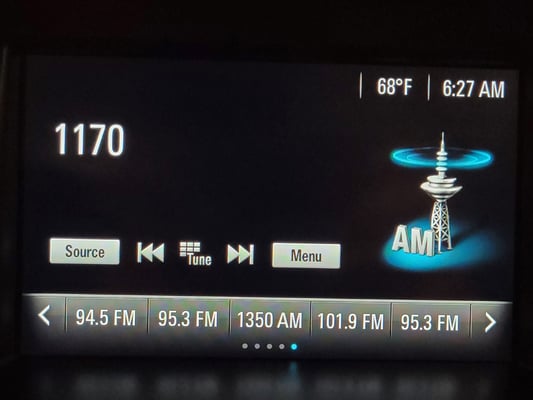 68°F 6:27 AM
1170
AM
Source Tune Menu
94.5 FM 95.3 FM 1350 AM 101.9 FM 95.3 FM